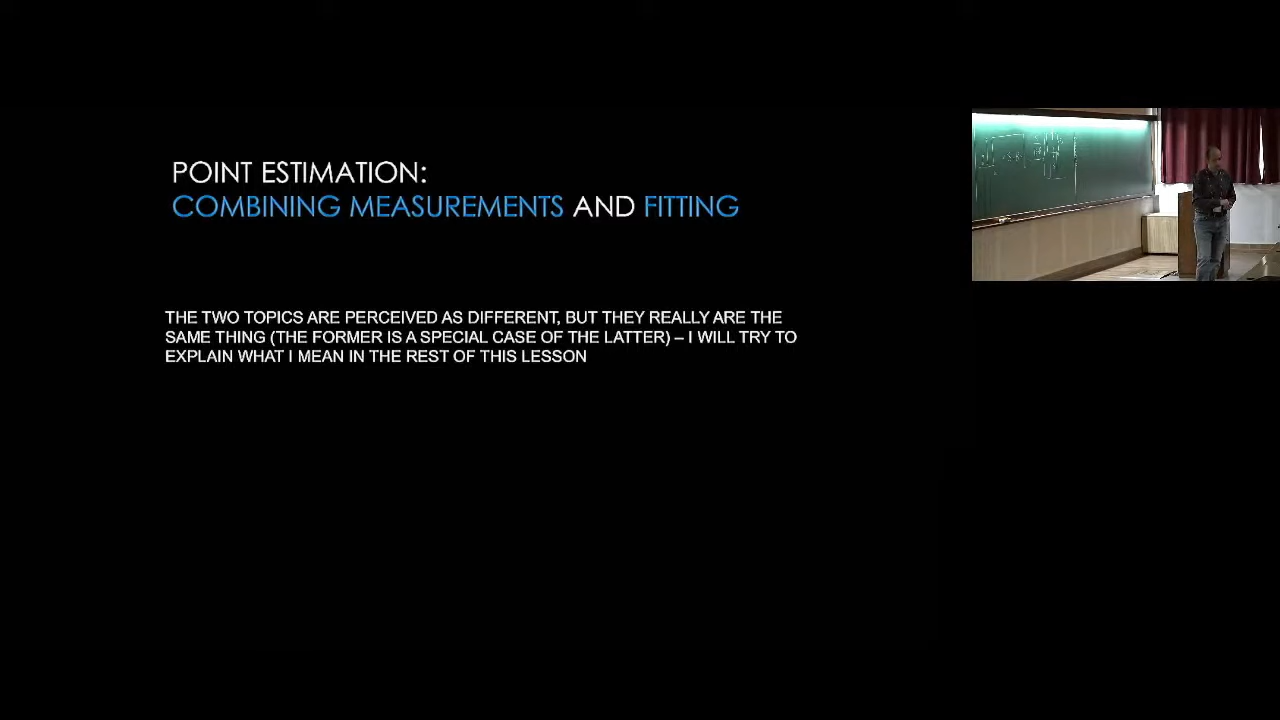 POINT ESTIMATION:
COMBINING MEASUREMENTS AND FITTING
THE TWO TOPICS ARE PERCEIVED AS DIFFERENT, BUT THEY REALLY ARE THE
SAME THING (THE FORMER IS A SPECIAL CASE OF THE LATTER) – I WILL TRY TO
EXPLAIN WHAT I MEAN IN THE REST OF THIS LESSON